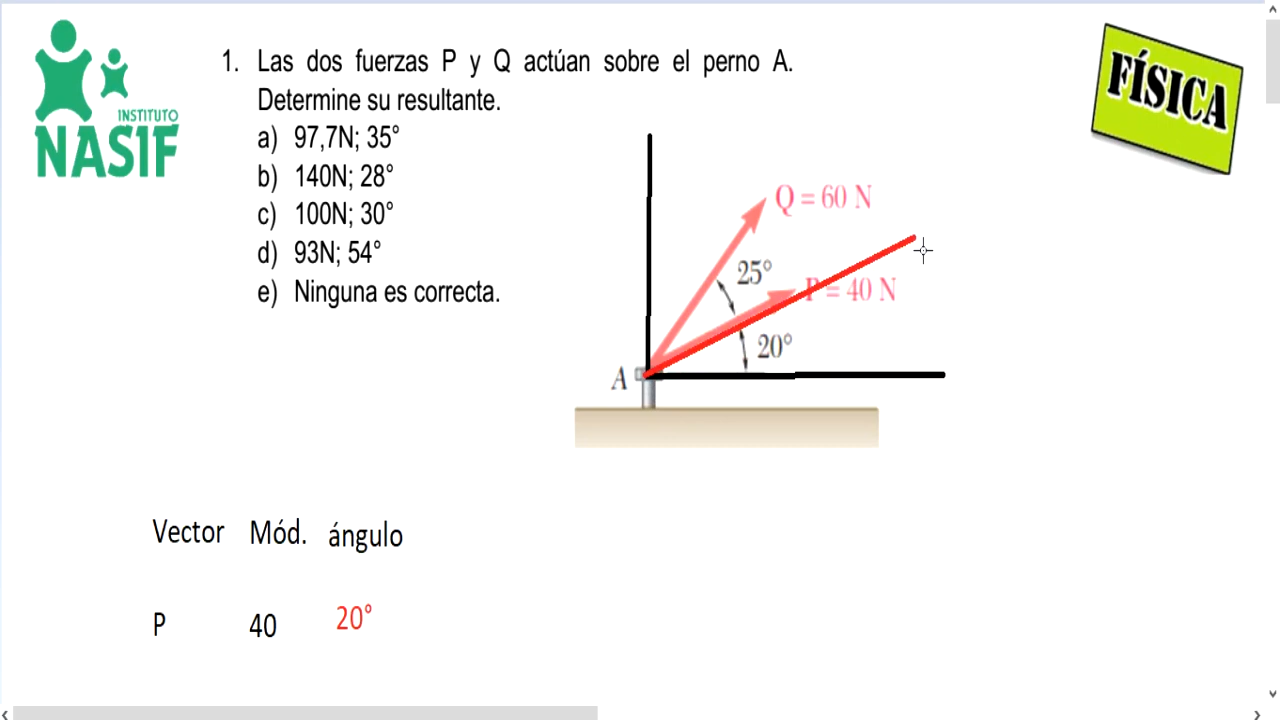 INSTITUTO
NASIF
1. Las dos fuerzas P y Q actúan sobre el perno A.
Determine su resultante.
a) 97,7N; 35°
b) 140N; 28°
c) 100N; 30°
d) 93N; 54°
e) Ninguna es correcta.
FÍSICA
Q = 60 N
25°
P = 40 N
20°
A
Vector Mód. ángulo
P 40 20°